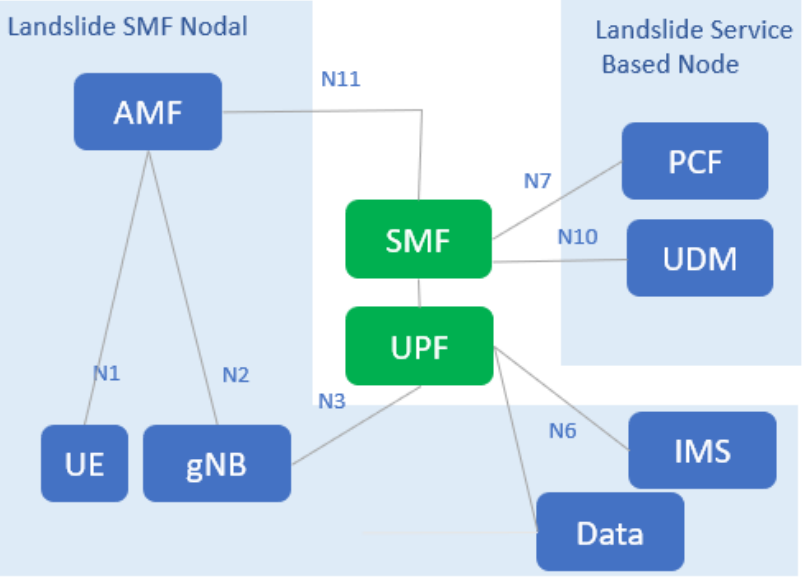 Landslide SMF Nodal
Landslide Service
Based Node
N11
AMF
PCF
N7
SMF
N10
UDM
UPF
N1
N2
N3
N6
IMS
UE
gNB
Data